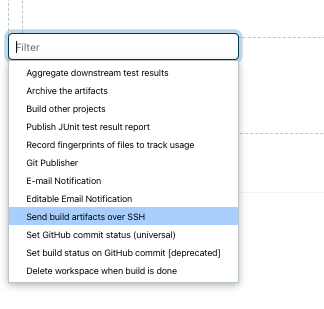 Filter
Aggregate downstream test results
Archive the artifacts
Build other projects
Publish JUnit test result report
Record fingerprints of files to track usage
Git Publisher
E-mail Notification
Editable Email Notification
Send build artifacts over SSH
Set GitHub commit status (universal)
Set build status on GitHub commit [deprecated]
Delete workspace when build is done